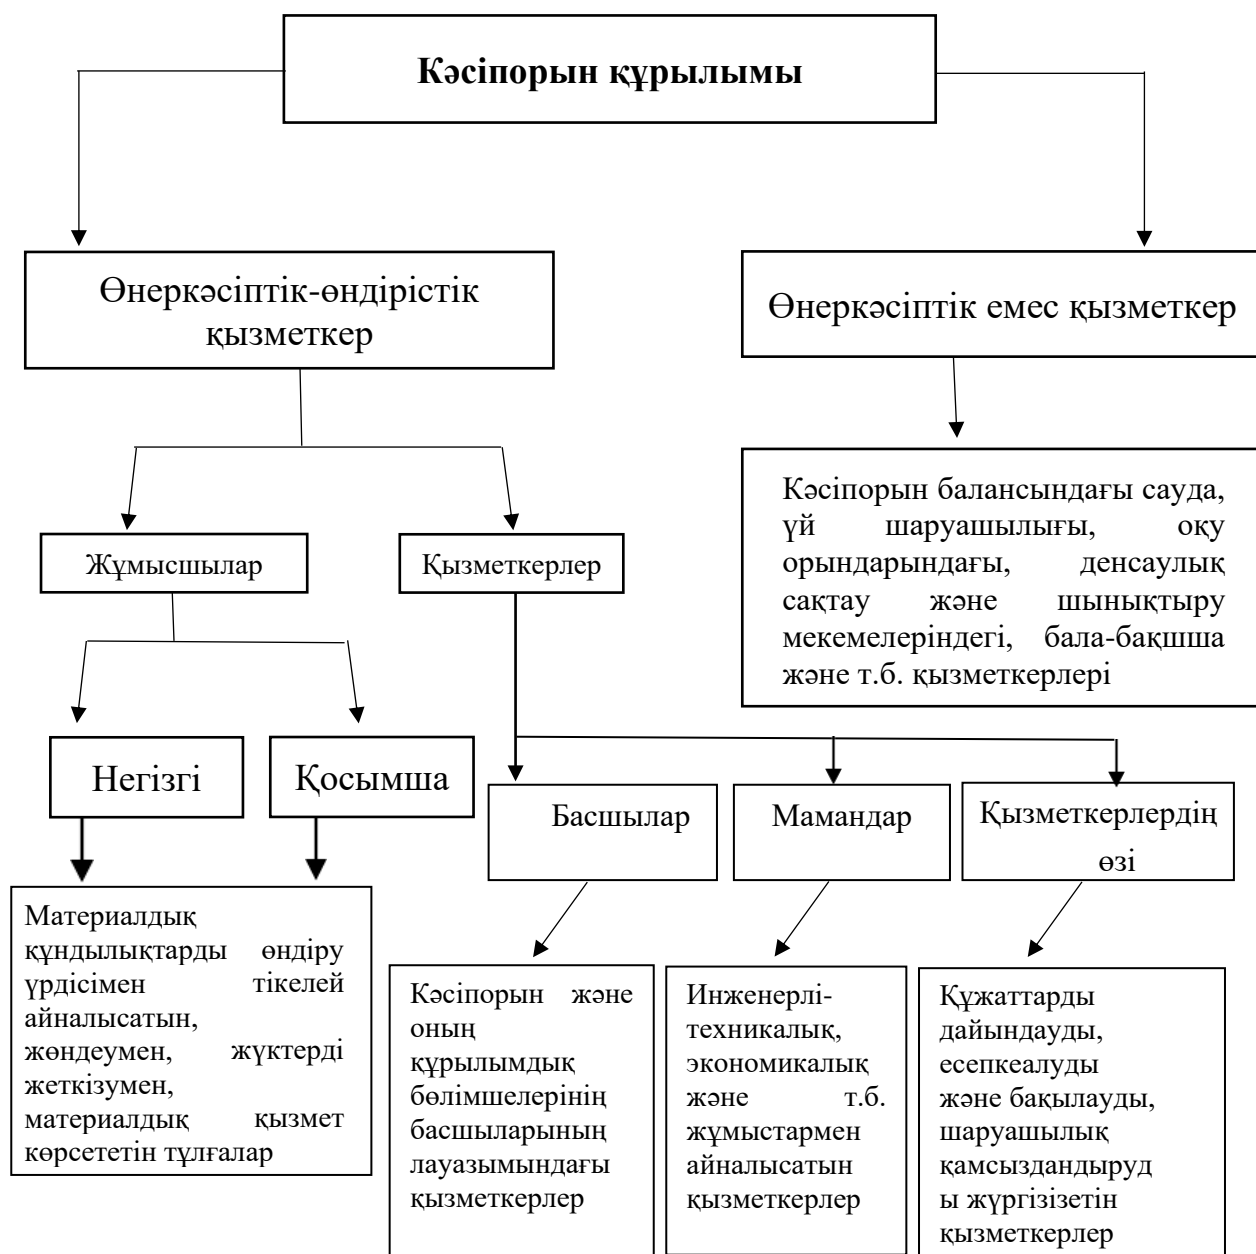 Кәсіпорын құрылымы
Өнеркәсіптік-өндірістік
қызметкер
Өнеркәсіптік емес қызметкер
Кәсіпорын балансындағы сауда,
үй шаруашылығы, оқу
орындарындағы, денсаулық
сақтау және шынықтыру
мекемелеріндегі, бала-бақшша
және т.б. қызметкерлері
Жұмысшылар
Қызметкерлер
Негізгі
Қосымша
Басшылар
Мамандар
Қызметкерлердің
өзі
Материалдық
құндылықтарды өндіру
үрдісімен тікелей
айналысатын,
жөндеумен, жүктерді
жеткізумен,
материалдық қызмет
көрсететін тұлғалар
Кәсіпорын және
оның
құрылымдық
бөлімшелерінің
басшыларының
лауазымындағы
қызметкерлер
Инженерлі-
техникалық,
экономикалық
және т.б.
жұмыстармен
айналысатын
қызметкерлер
Құжаттарды
дайындауды,
есепкеалуды
және бақылауды,
шаруашылық
қамсыздандыруд
ы жүргізізетін
қызметкерлер